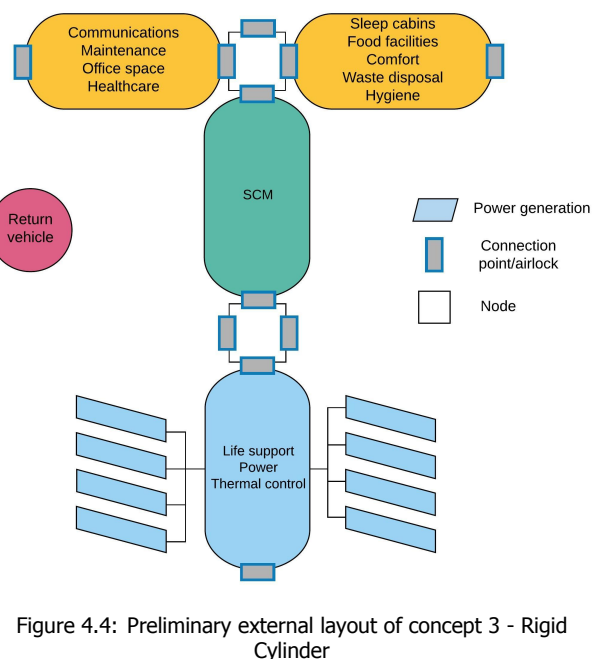 Communications
Maintenance
Office space
Healthcare
Sleep cabins
Food facilities
Comfort
Waste disposal
Hygiene
SCM
Return
vehicle
Power generation
Connection
point/airlock
Node
Life support
Power
Thermal control
Figure 4.4: Preliminary external layout of concept 3 - Rigid
Cylinder